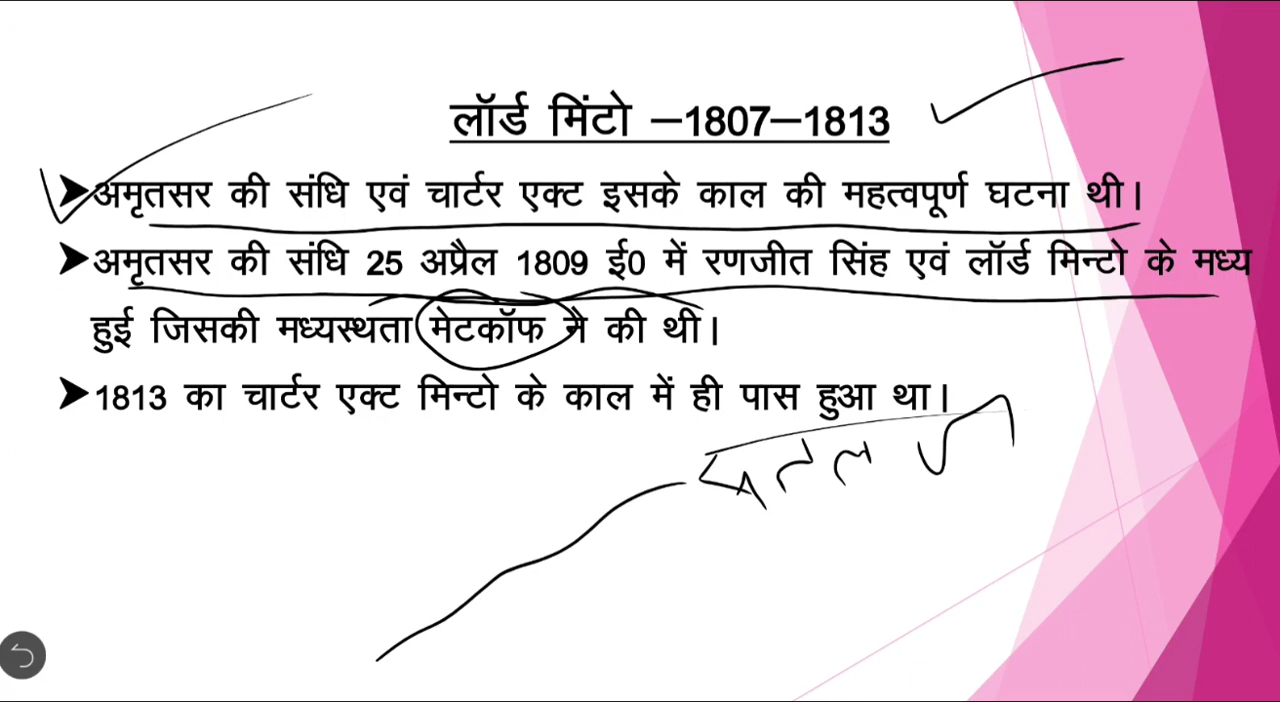 लॉर्ड मिंटो –1807–1813
➤अमृतसर की संधि एवं चार्टर एक्ट इसके काल की महत्वपूर्ण घटना थी।
➤अमृतसर की संधि 25 अप्रैल 1809 ई0 में रणजीत सिंह एवं लॉर्ड मिन्टो के मध्य
हुई जिसकी मध्यस्थता मेटकॉफ ने की थी।
➤1813 का चार्टर एक्ट मिन्टो के काल में ही पास हुआ था।